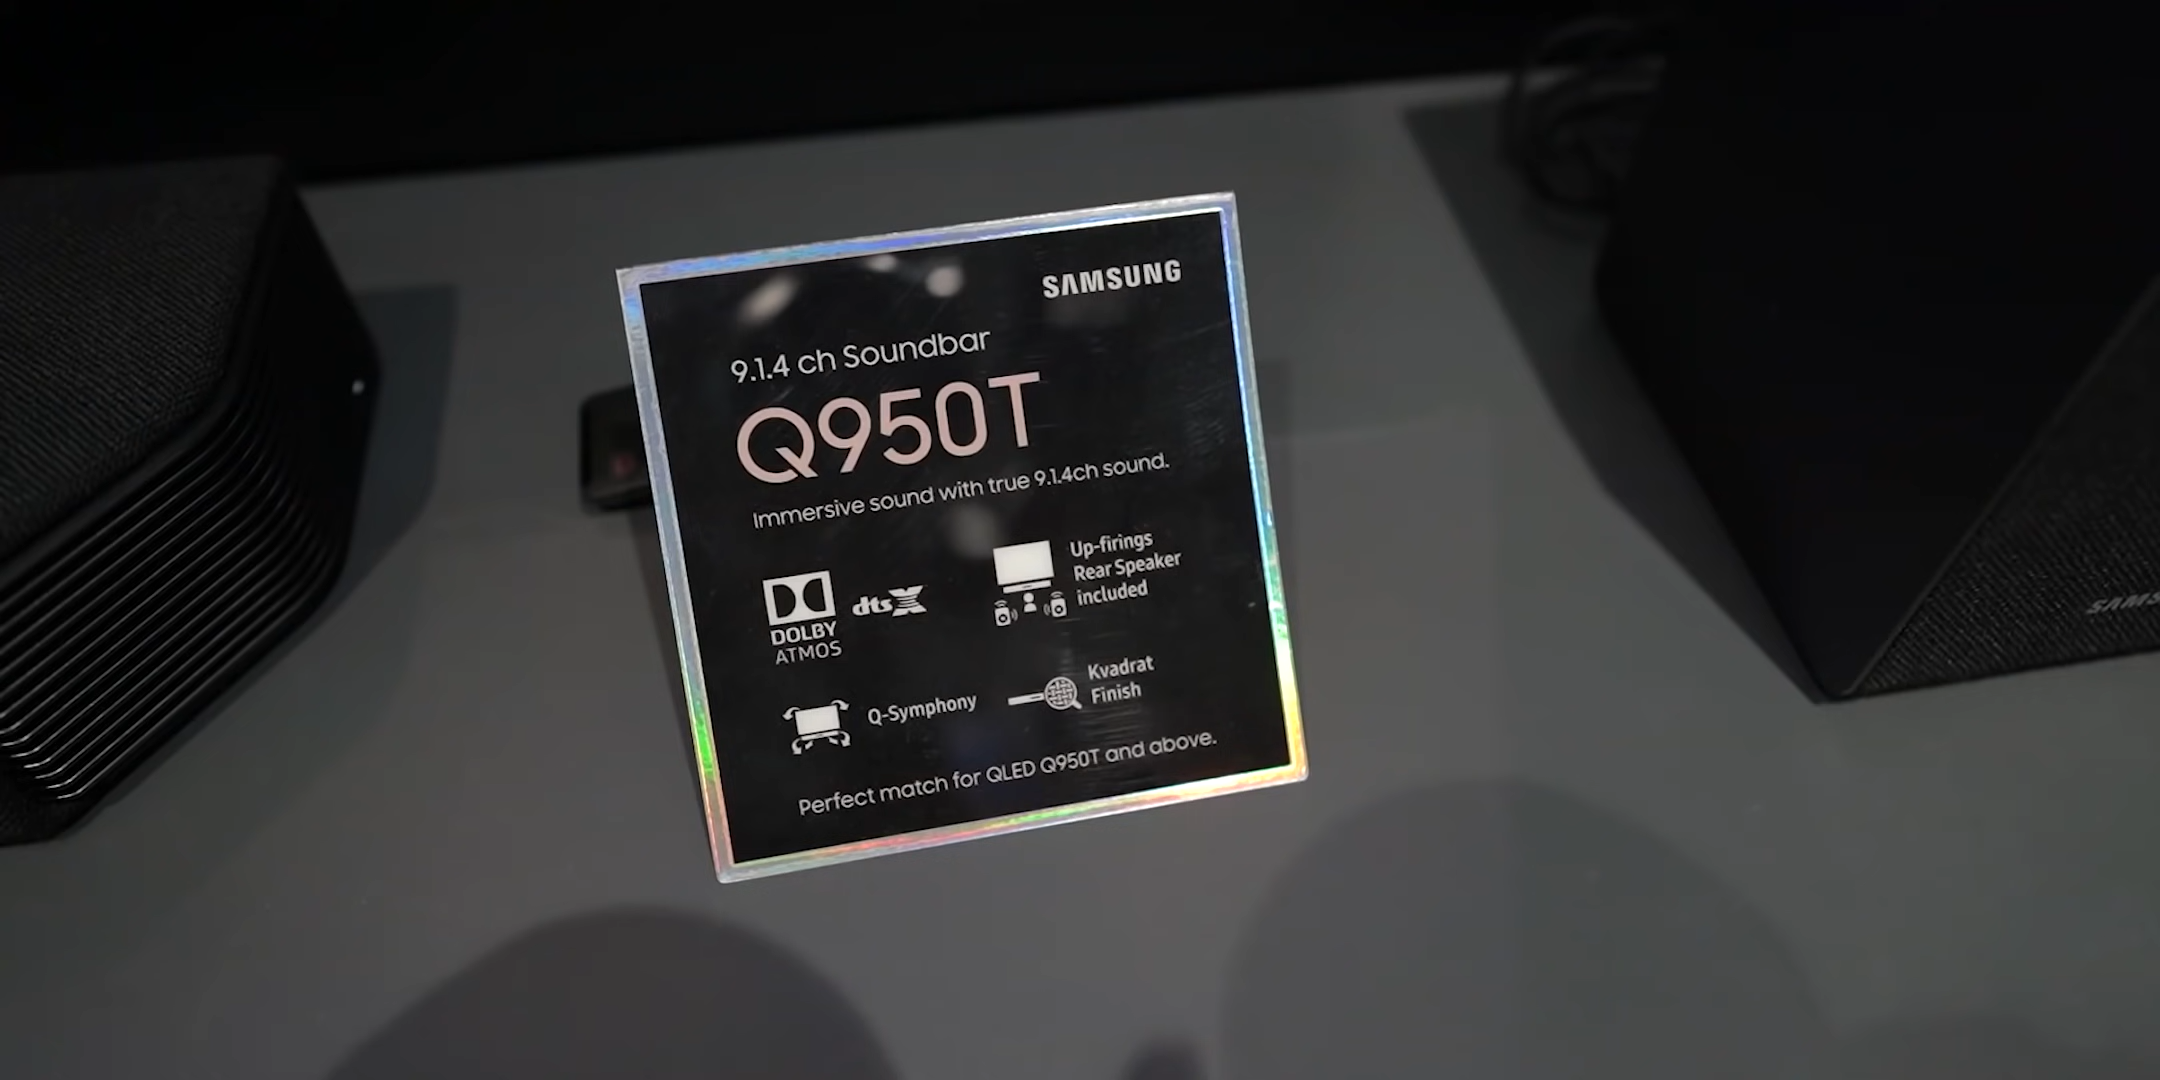 SAMSUNG
9.1.4 ch Soundbar
Q950T
Immersive sound with true 9.1.4ch sound.
DOLBY
ATMOS
dts X
Up-firings
Rear Speaker
included
Q-Symphony
Kvadrat
Finish
Perfect match for QLED Q950T and above.
SAMS